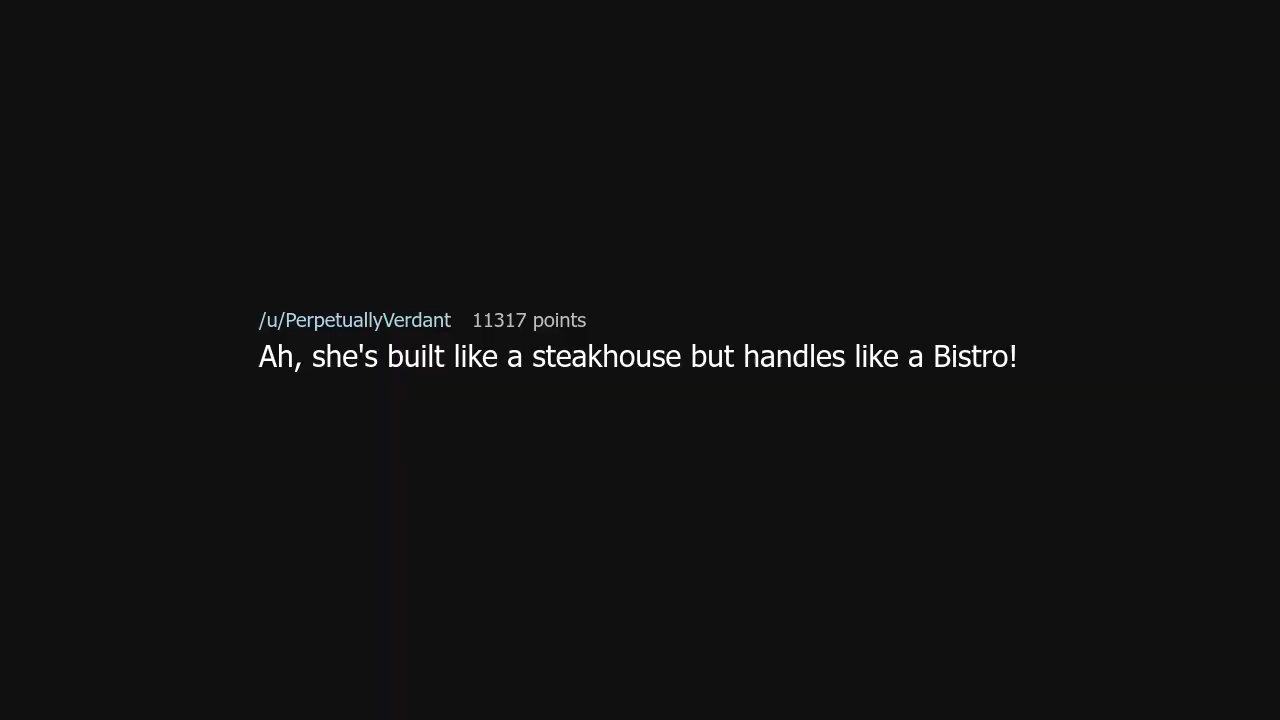 /u/PerpetuallyVerdant 11317 points
Ah, she's built like a steakhouse but handles like a Bistro!